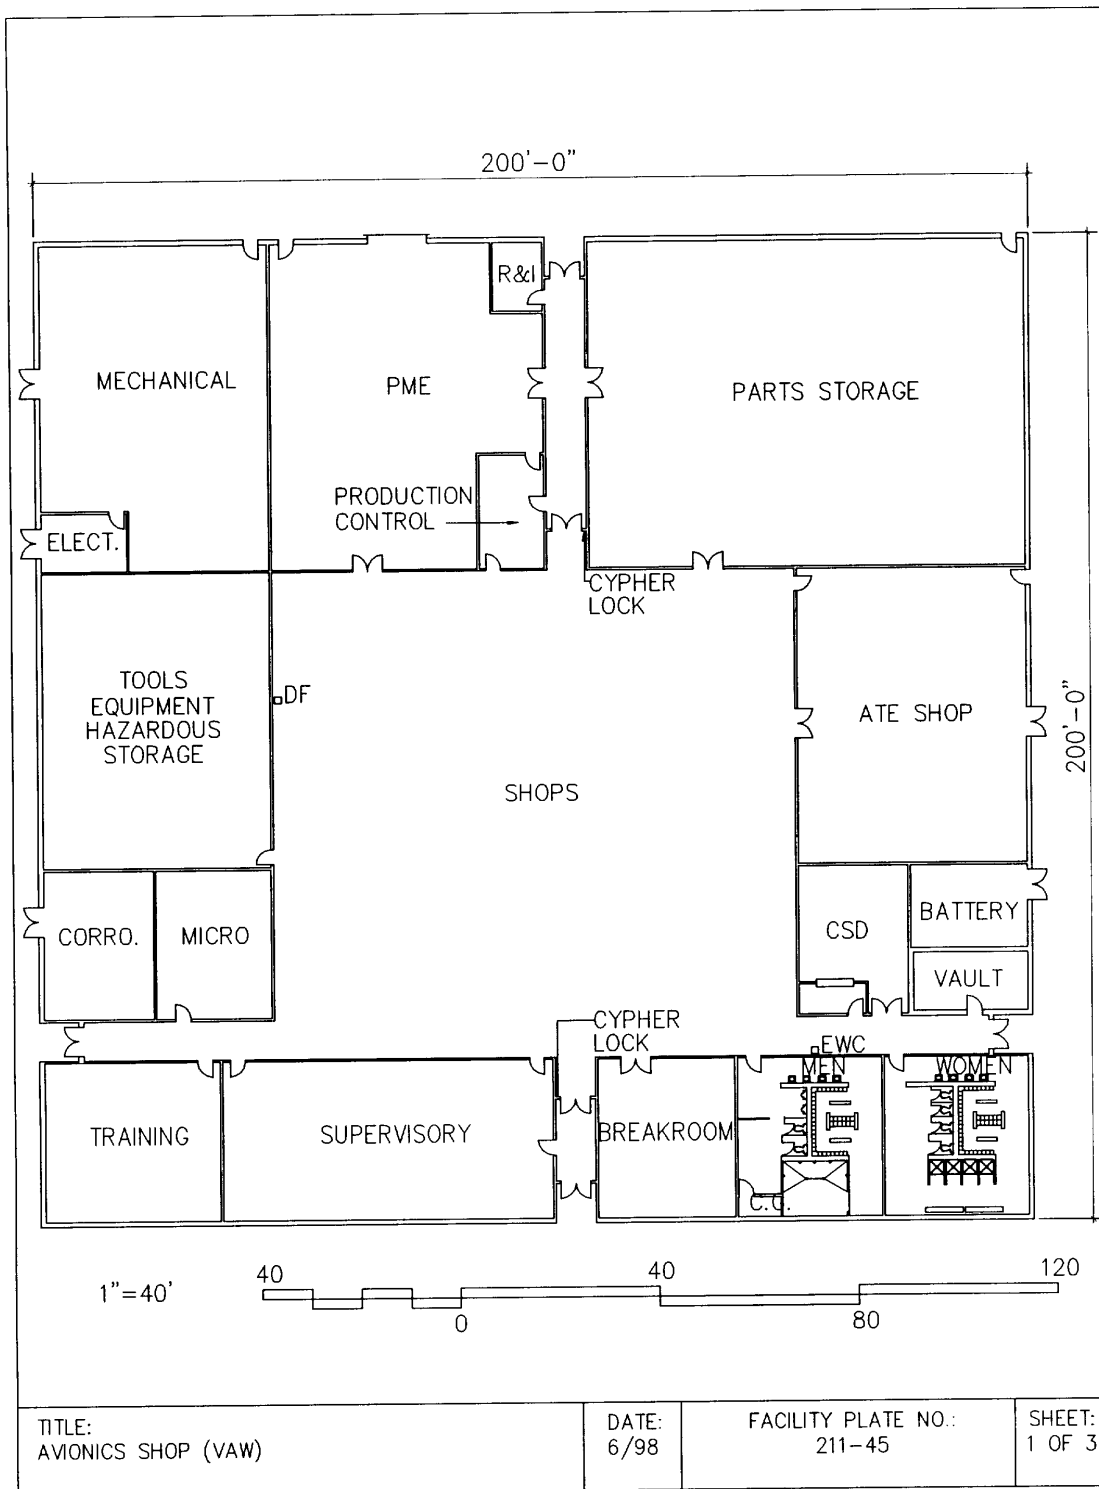 200'-0"
R&I
MECHANICAL
PME
PARTS STORAGE
PRODUCTION
CONTROL
ELECT.
CYPHER
LOCK
TOOLS
EQUIPMENT
HAZARDOUS
STORAGE
DF
ATE SHOP
200'-0"
SHOPS
CORRO.
MICRO
CSD
BATTERY
VAULT
CYPHER
LOCK
EWC
MEN
WOMEN
TRAINING
SUPERVISORY
BREAKROOM
C.G.
1"=40'
40
0
40
80
120
TITLE:
AVIONICS SHOP (VAW)
DATE:
6/98
FACILITY PLATE NO.:
211-45
SHEET:
1 OF 3